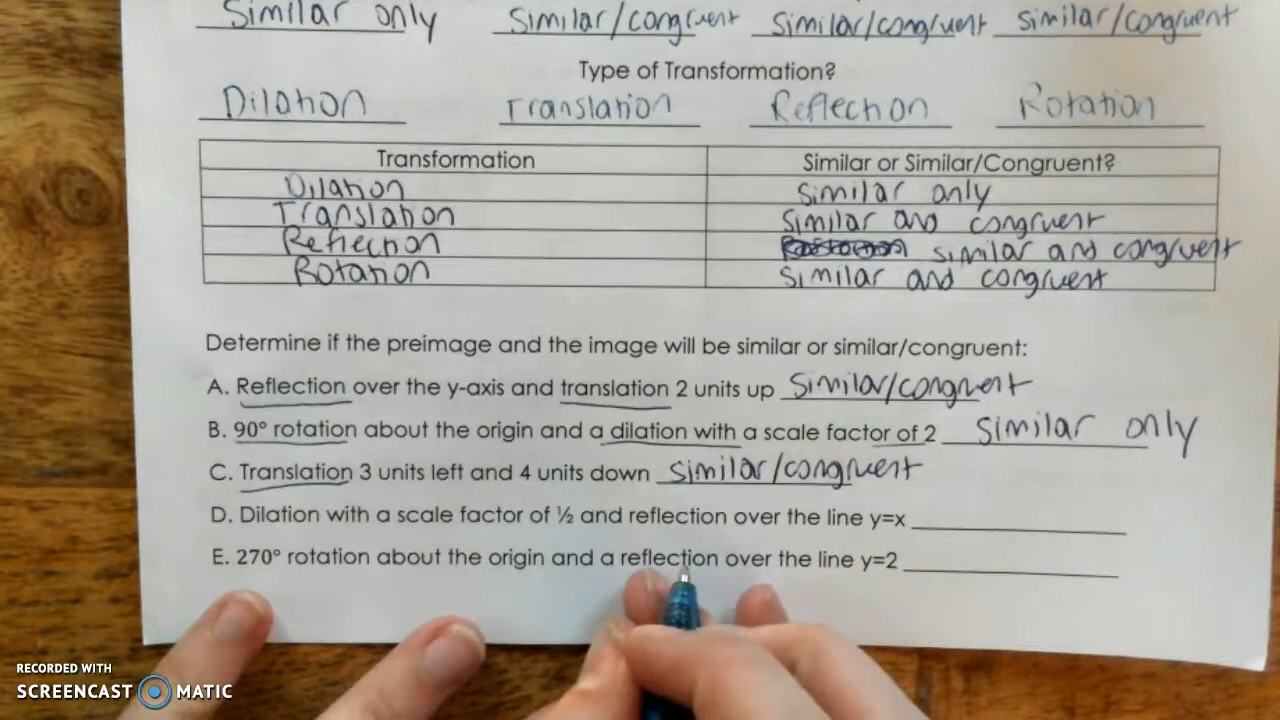 Similar only Similar/congruent Similar/congruent Similar/congruent
Type of Transformation?
Dilation Translation Reflection Rotation
Transformation Similar or Similar/Congruent?
Dilation Similar only
Translation Similar and congruent
Reflection similar and congruent
Rotation Similar and congruent
Determine if the preimage and the image will be similar or similar/congruent:
A. Reflection over the y-axis and translation 2 units up Similar/congruent
B. 90° rotation about the origin and a dilation with a scale factor of 2 Similar only
C. Translation 3 units left and 4 units down similar/congruent
D. Dilation with a scale factor of ½ and reflection over the line y=x
E. 270° rotation about the origin and a reflection over the line y=2
RECORDED WITH
SCREENCAST MATIC